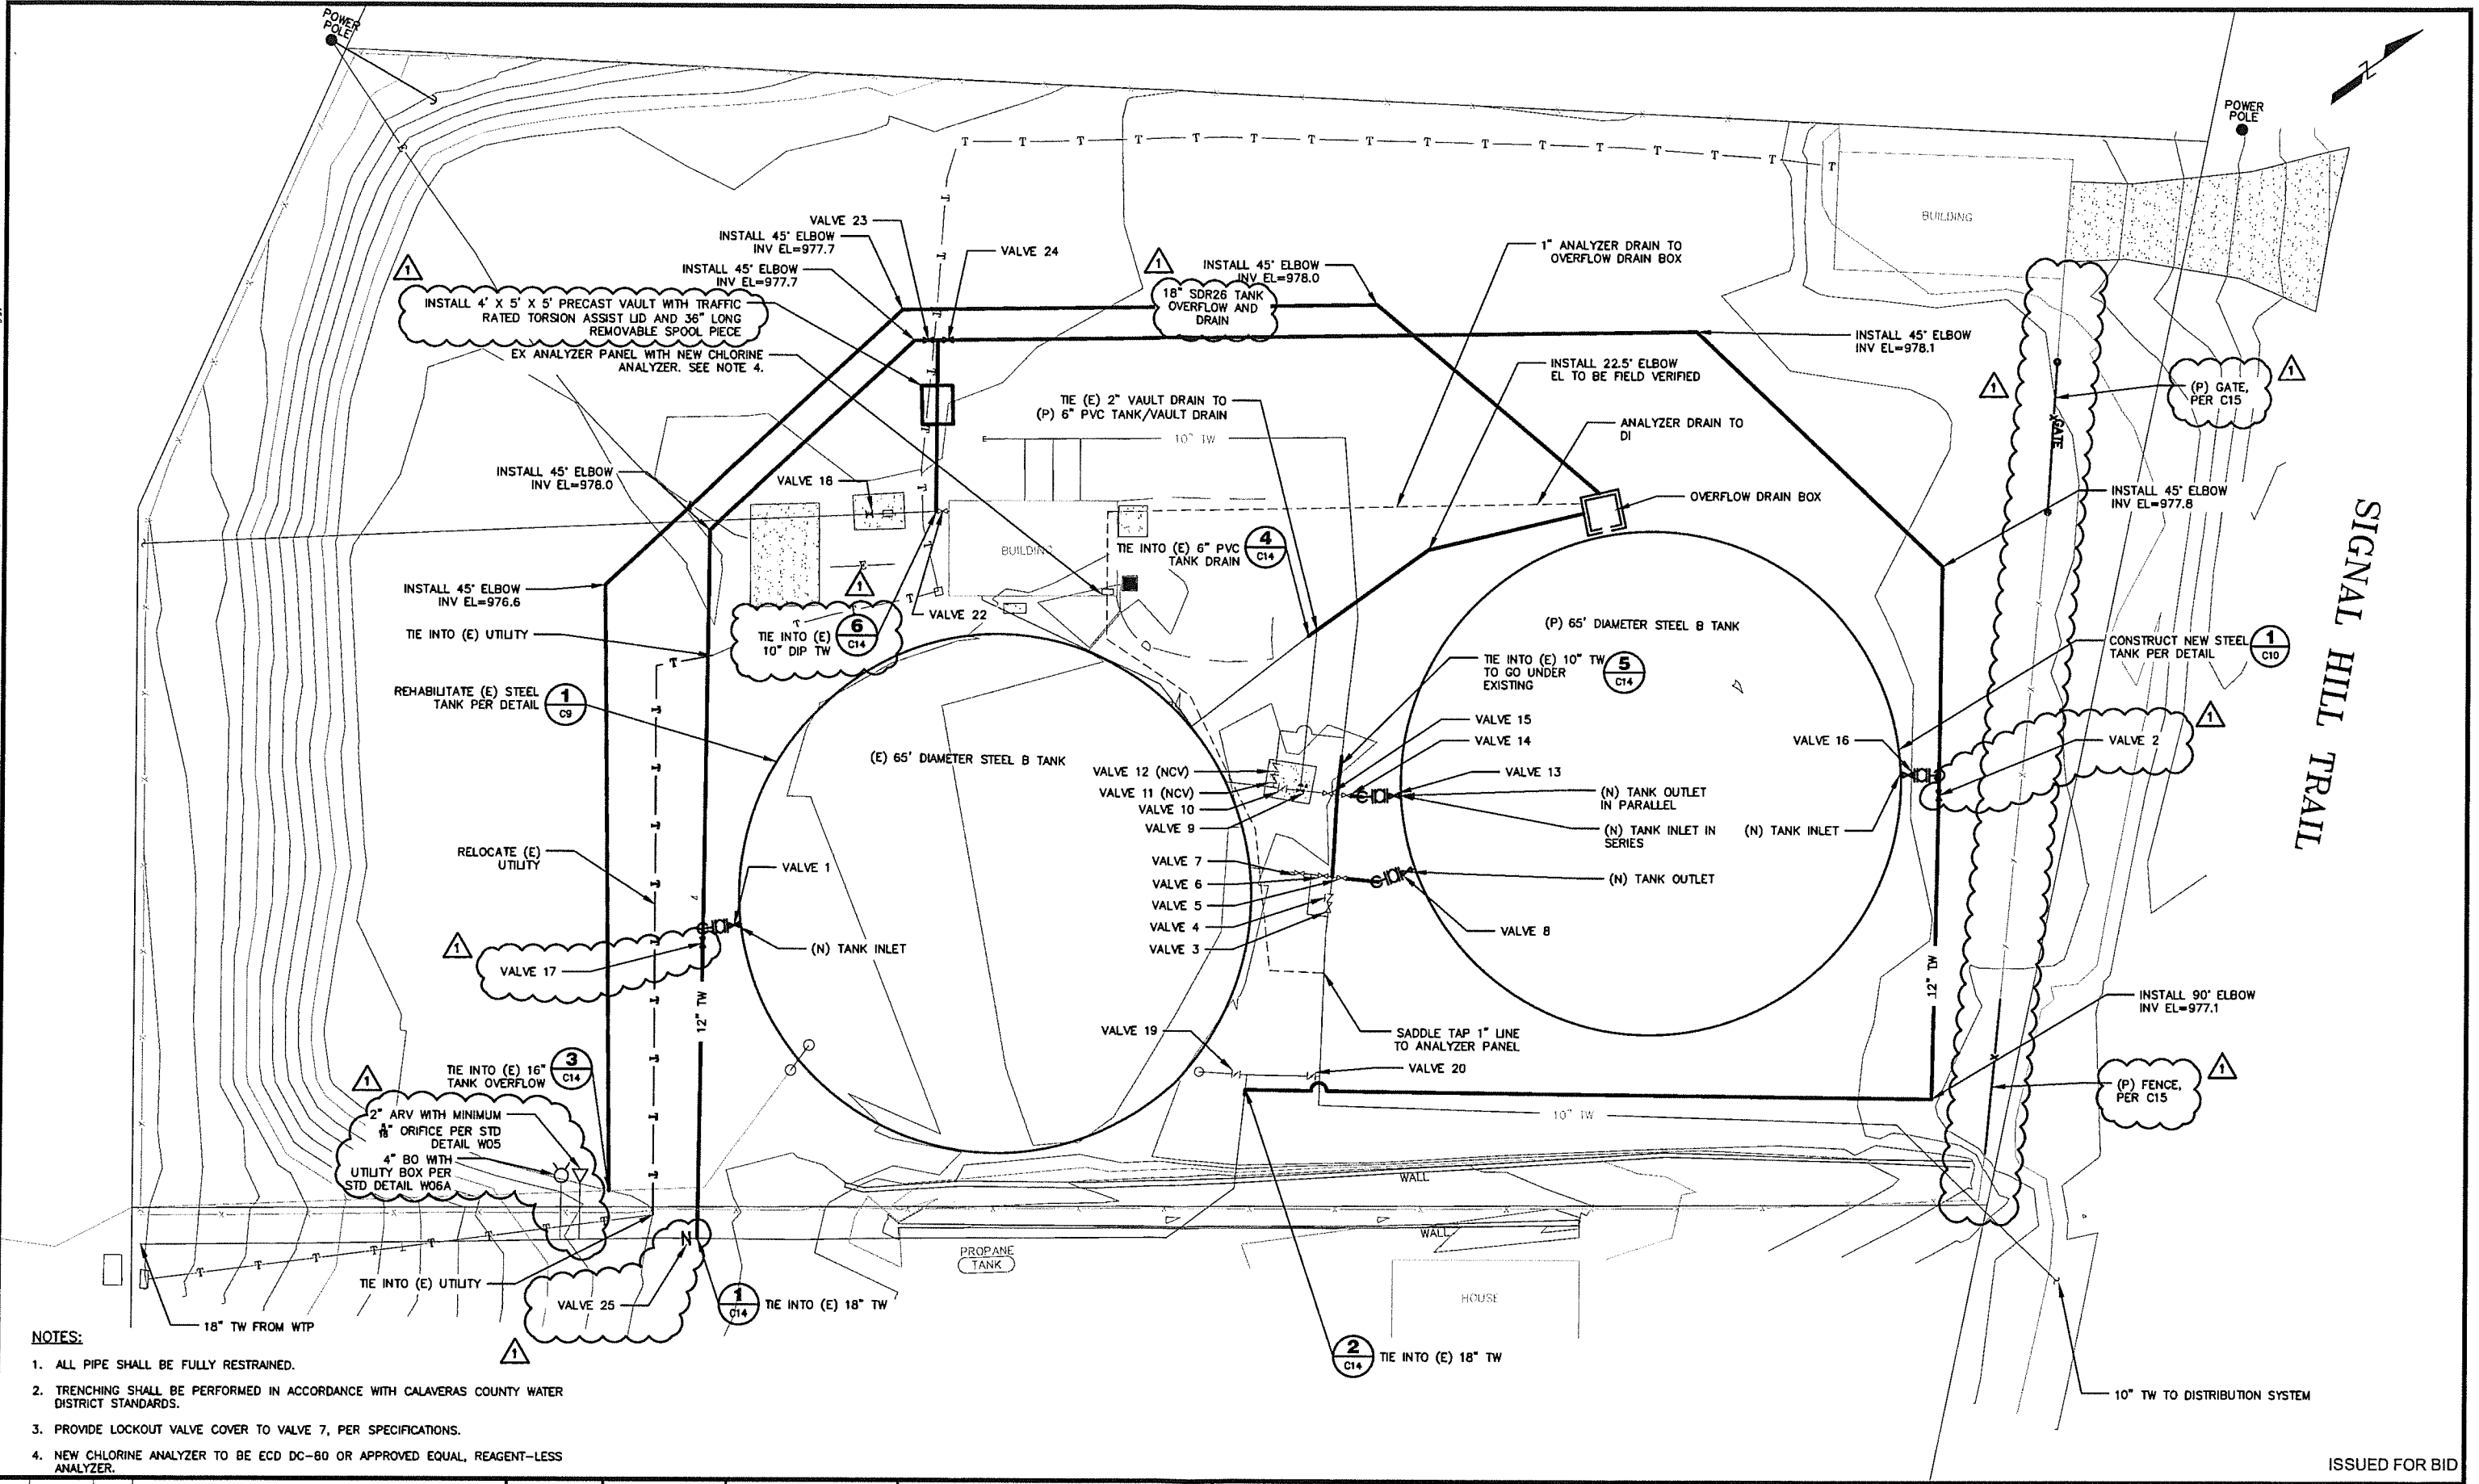 POWER
POLE
N
POWER
POLE
BUILDING
VALVE 23
INSTALL 45° ELBOW
INV EL=977.7
VALVE 24
INSTALL 45° ELBOW
INV EL=977.7
1
INSTALL 4' X 5' X 5' PRECAST VAULT WITH TRAFFIC
RATED TORSION ASSIST LID AND 36" LONG
REMOVABLE SPOOL PIECE
EX ANALYZER PANEL WITH NEW CHLORINE
ANALYZER. SEE NOTE 4.
1
INSTALL 45° ELBOW
INV EL=978.0
18" SDR26 TANK
OVERFLOW AND
DRAIN
1" ANALYZER DRAIN TO
OVERFLOW DRAIN BOX
INSTALL 45° ELBOW
INV EL=978.1
INSTALL 22.5° ELBOW
EL TO BE FIELD VERIFIED
TIE (E) 2" VAULT DRAIN TO
(P) 6" PVC TANK/VAULT DRAIN
ANALYZER DRAIN TO
DI
10" TW
1
(P) GATE,
PER C15
1
GATE
INSTALL 45° ELBOW
INV EL=978.0
VALVE 18
OVERFLOW DRAIN BOX
INSTALL 45° ELBOW
INV EL=977.8
SIGNAL HILL TRAIL
BUILDING
TIE INTO (E) 6" PVC
TANK DRAIN
4
C14
INSTALL 45° ELBOW
INV EL=976.6
1
VALVE 22
TIE INTO (E)
10" DIP TW
6
C14
TIE INTO (E) UTILITY
(P) 65' DIAMETER STEEL B TANK
CONSTRUCT NEW STEEL
TANK PER DETAIL
1
C10
TIE INTO (E) 10" TW
TO GO UNDER
EXISTING
5
C14
REHABILITATE (E) STEEL
TANK PER DETAIL
1
C9
(E) 65' DIAMETER STEEL B TANK
VALVE 15
VALVE 14
VALVE 13
VALVE 16
VALVE 2
1
VALVE 12 (NCV)
VALVE 11 (NCV)
VALVE 10
VALVE 9
(N) TANK OUTLET
IN PARALLEL
(N) TANK INLET IN
SERIES
(N) TANK INLET
RELOCATE (E)
UTILITY
VALVE 1
VALVE 7
VALVE 6
VALVE 5
VALVE 4
VALVE 3
(N) TANK OUTLET
VALVE 8
1
VALVE 17
(N) TANK INLET
12" TW
12" TW
INSTALL 90° ELBOW
INV EL=977.1
VALVE 19
SADDLE TAP 1" LINE
TO ANALYZER PANEL
VALVE 20
10" TW
1
(P) FENCE,
PER C15
TIE INTO (E) 16"
TANK OVERFLOW
3
C14
1
2" ARV WITH MINIMUM
ORIFICE PER STD
DETAIL W05
4" BO WITH
UTILITY BOX PER
STD DETAIL W06A
WALL
WALL
PROPANE
TANK
HOUSE
TIE INTO (E) UTILITY
VALVE 25
1
1
C14
TIE INTO (E) 18" TW
18" TW FROM WTP
2
C14
TIE INTO (E) 18" TW
10" TW TO DISTRIBUTION SYSTEM
NOTES:
1. ALL PIPE SHALL BE FULLY RESTRAINED.
2. TRENCHING SHALL BE PERFORMED IN ACCORDANCE WITH CALAVERAS COUNTY WATER
DISTRICT STANDARDS.
3. PROVIDE LOCKOUT VALVE COVER TO VALVE 7, PER SPECIFICATIONS.
4. NEW CHLORINE ANALYZER TO BE ECD DC-80 OR APPROVED EQUAL, REAGENT-LESS
ANALYZER.
ISSUED FOR BID